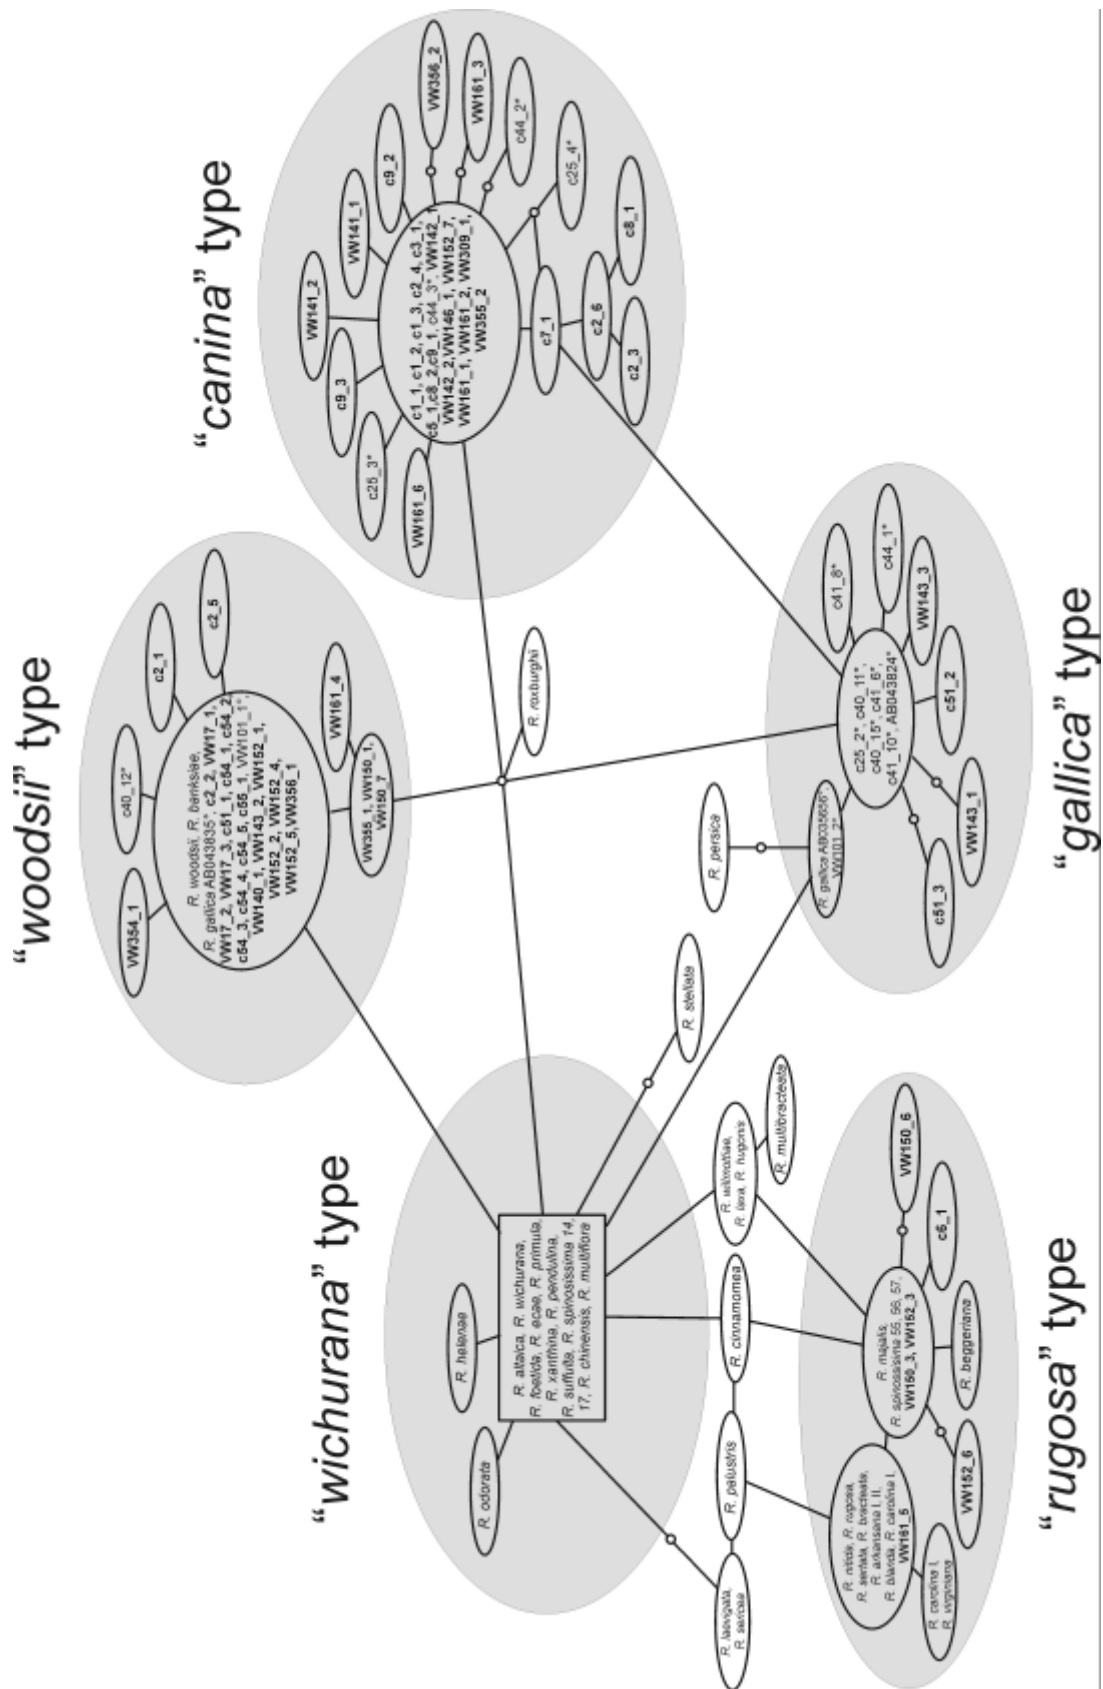 "wichurana" type
R. odorata
R. helenae
R. altaica, R. wichurana,
R. foetida, R. ecae, R. primula,
R. xanthina, R. pendulina,
R. suffulta, R. spinosissima 14,
17, R. chinensis, R. multiflora
"woodsii" type
VW354_1
c40_12*
c2_1
c2_5
R. woodsii, R. banksiae,
R. gallica AB043835*, c2_2, VW17_1,
VW17_2, VW17_3, c51_1, c54_1, c54_2,
c54_3, c54_4, c54_5, c55_1, VW101_1*,
VW140_1, VW143_2, VW152_1,
VW152_2, VW152_4,
VW152_5, VW356_1
VW161_4
VW355_1, VW150_1,
VW150_7
"canina" type
VW161_6
c25_3*
c9_3
VW141_2
VW141_1
c9_2
VW356_2
VW161_3
c44_2*
c25_4*
c1_1, c1_2, c1_3, c2_4, c3_1,
c5_1, c8_2, c9_1, c44_3*, VW142_1
VW142_2, VW146_1, VW152_7,
VW161_1, VW161_2, VW309_1,
VW355_2
c7_1
c2_6
c2_3
c8_1
R. roxburghii
R. stellata
R. persica
R. laevigata,
R. sericea
R. palustris
R. cinnamomea
R. willmottiae,
R. laxa, R. hugonis
R. multibracteata
R. nitida, R. rugosa,
R. sertata, R. bracteata,
R. arkansana I, II,
R. blanda, R. carolina I,
VW161_5
R. carolina I,
R. virginiana
R. majalis,
R. spinosissima 55, 56, 57,
VW150_3, VW152_3
VW152_6
R. beggeriana
c6_1
VW150_6
"rugosa" type
R. gallica AB035656*,
VW101_2*
c25_2*, c40_11*,
c40_15*, c41_6*,
c41_10*, AB043824*
c41_8*
c44_1*
VW143_3
c51_2
VW143_1
c51_3
"gallica" type